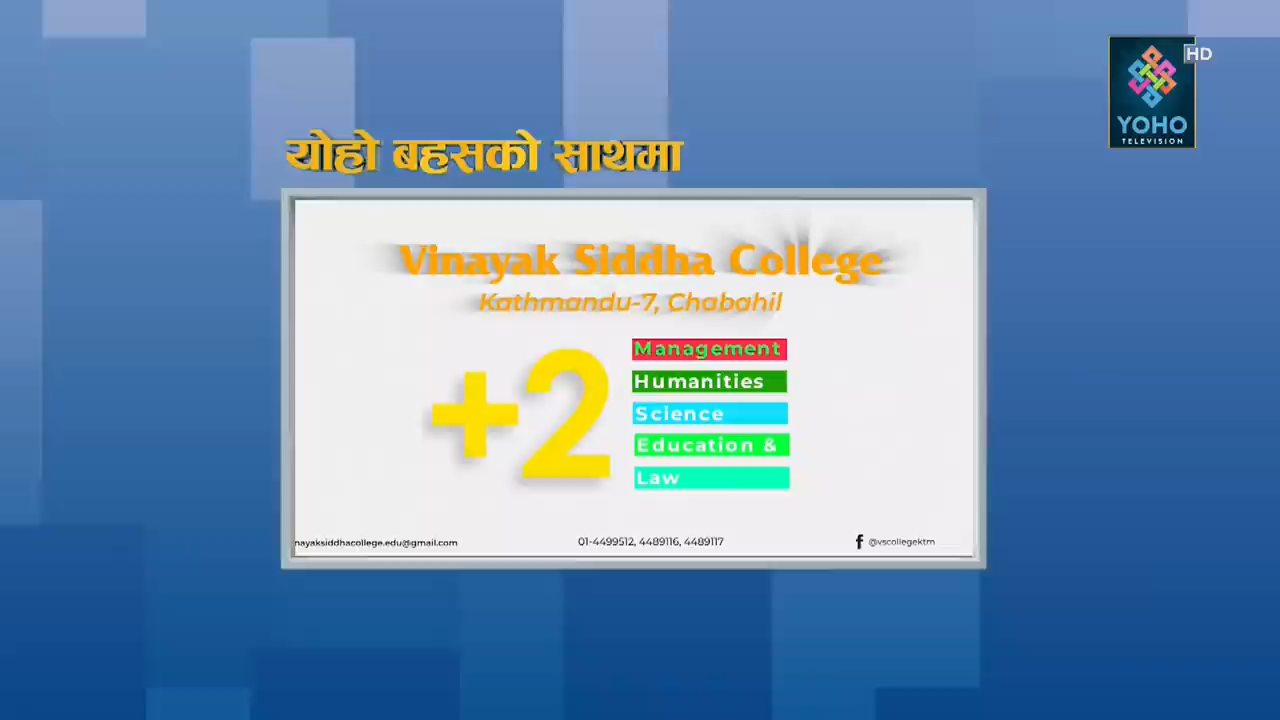 HD
YOHO
TELEVISION
योहो बहसको साथमा
Vinayak Siddha College
Kathmandu-7, Chabahil
+2
Management
Humanities
Science
Education &
Law
nayaksiddhacollege.edu@gmail.com
01-4499512, 4489116, 4489117
@vscollegektm